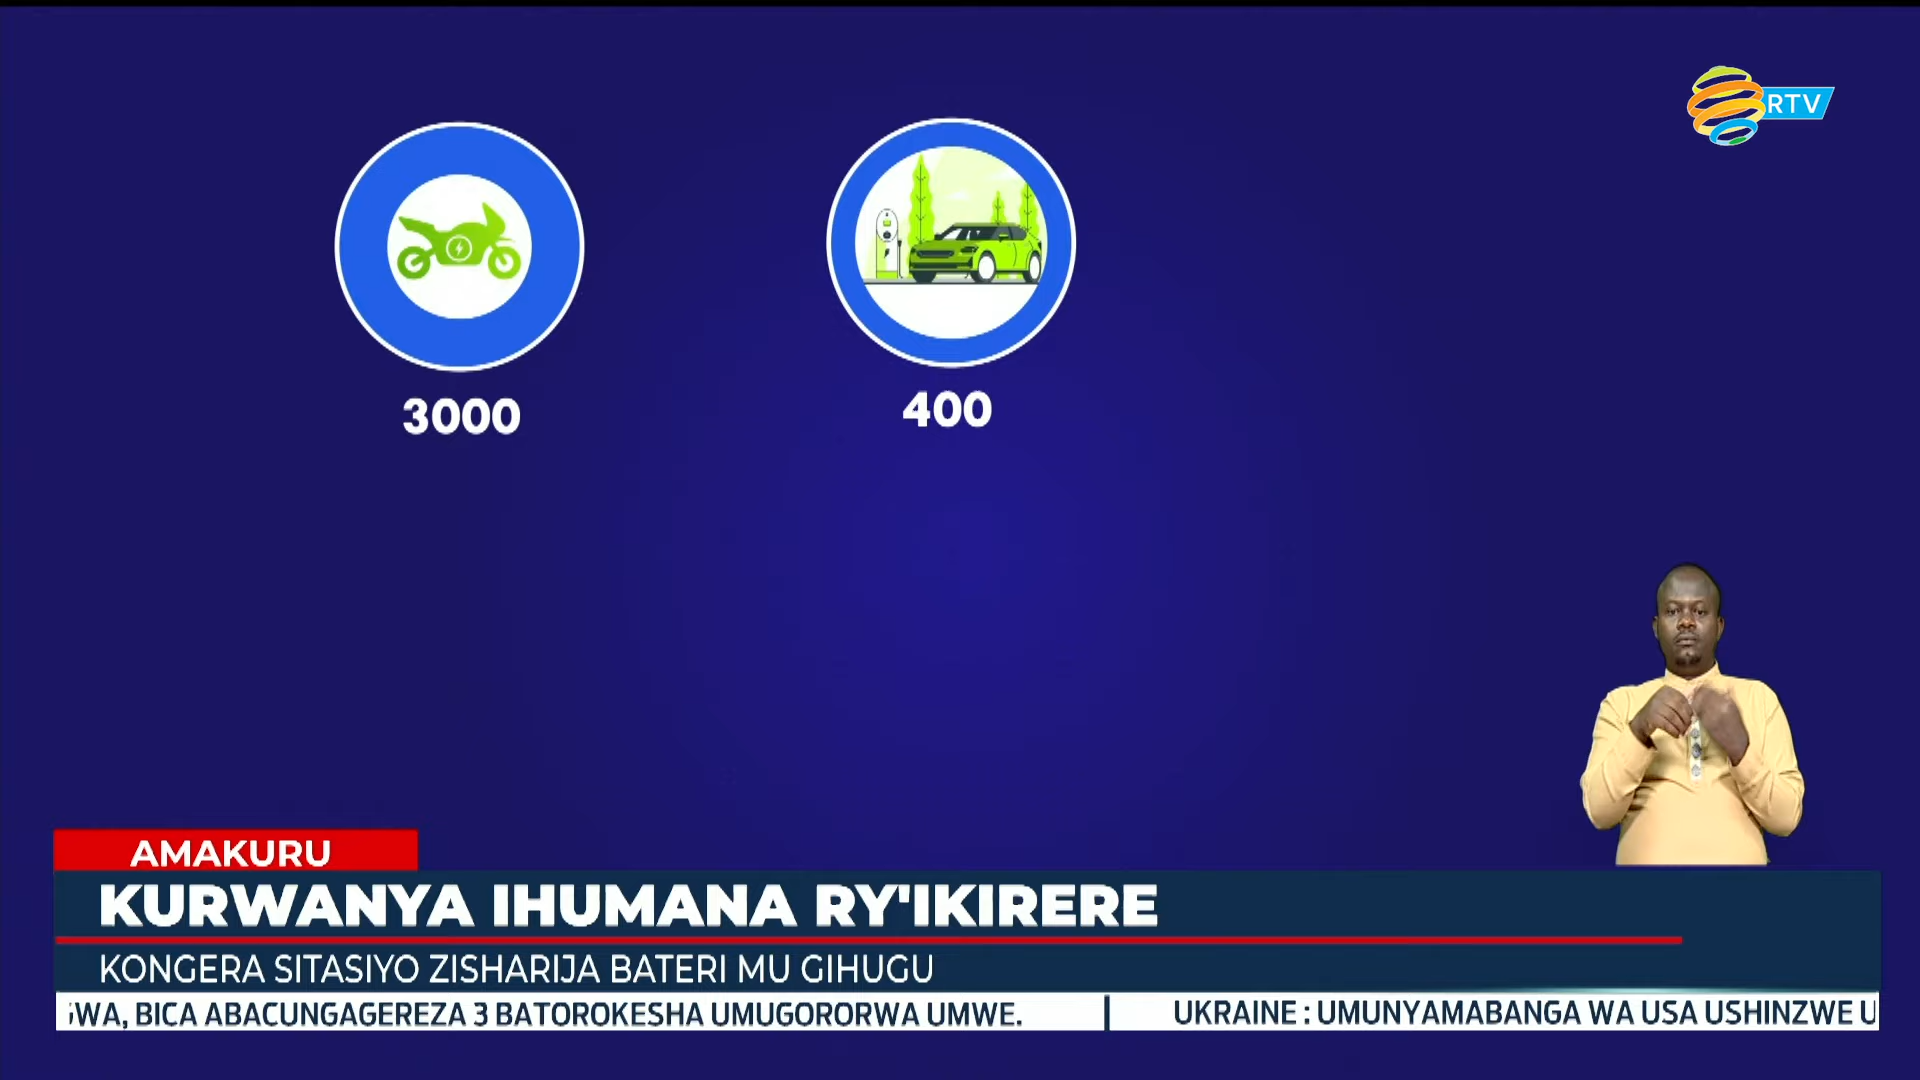 RTV
3000
400
AMAKURU
KURWANYA IHUMANA RY'IKIRERE
KONGERA SITASIYO ZISHARIJA BATERI MU GIHUGU
BICA ABACUNGAGEREZA 3 BATOROKESHA UMUGORORWA UMWE.
UKRAINE : UMUNYAMABANGA WA USA USHINZWE